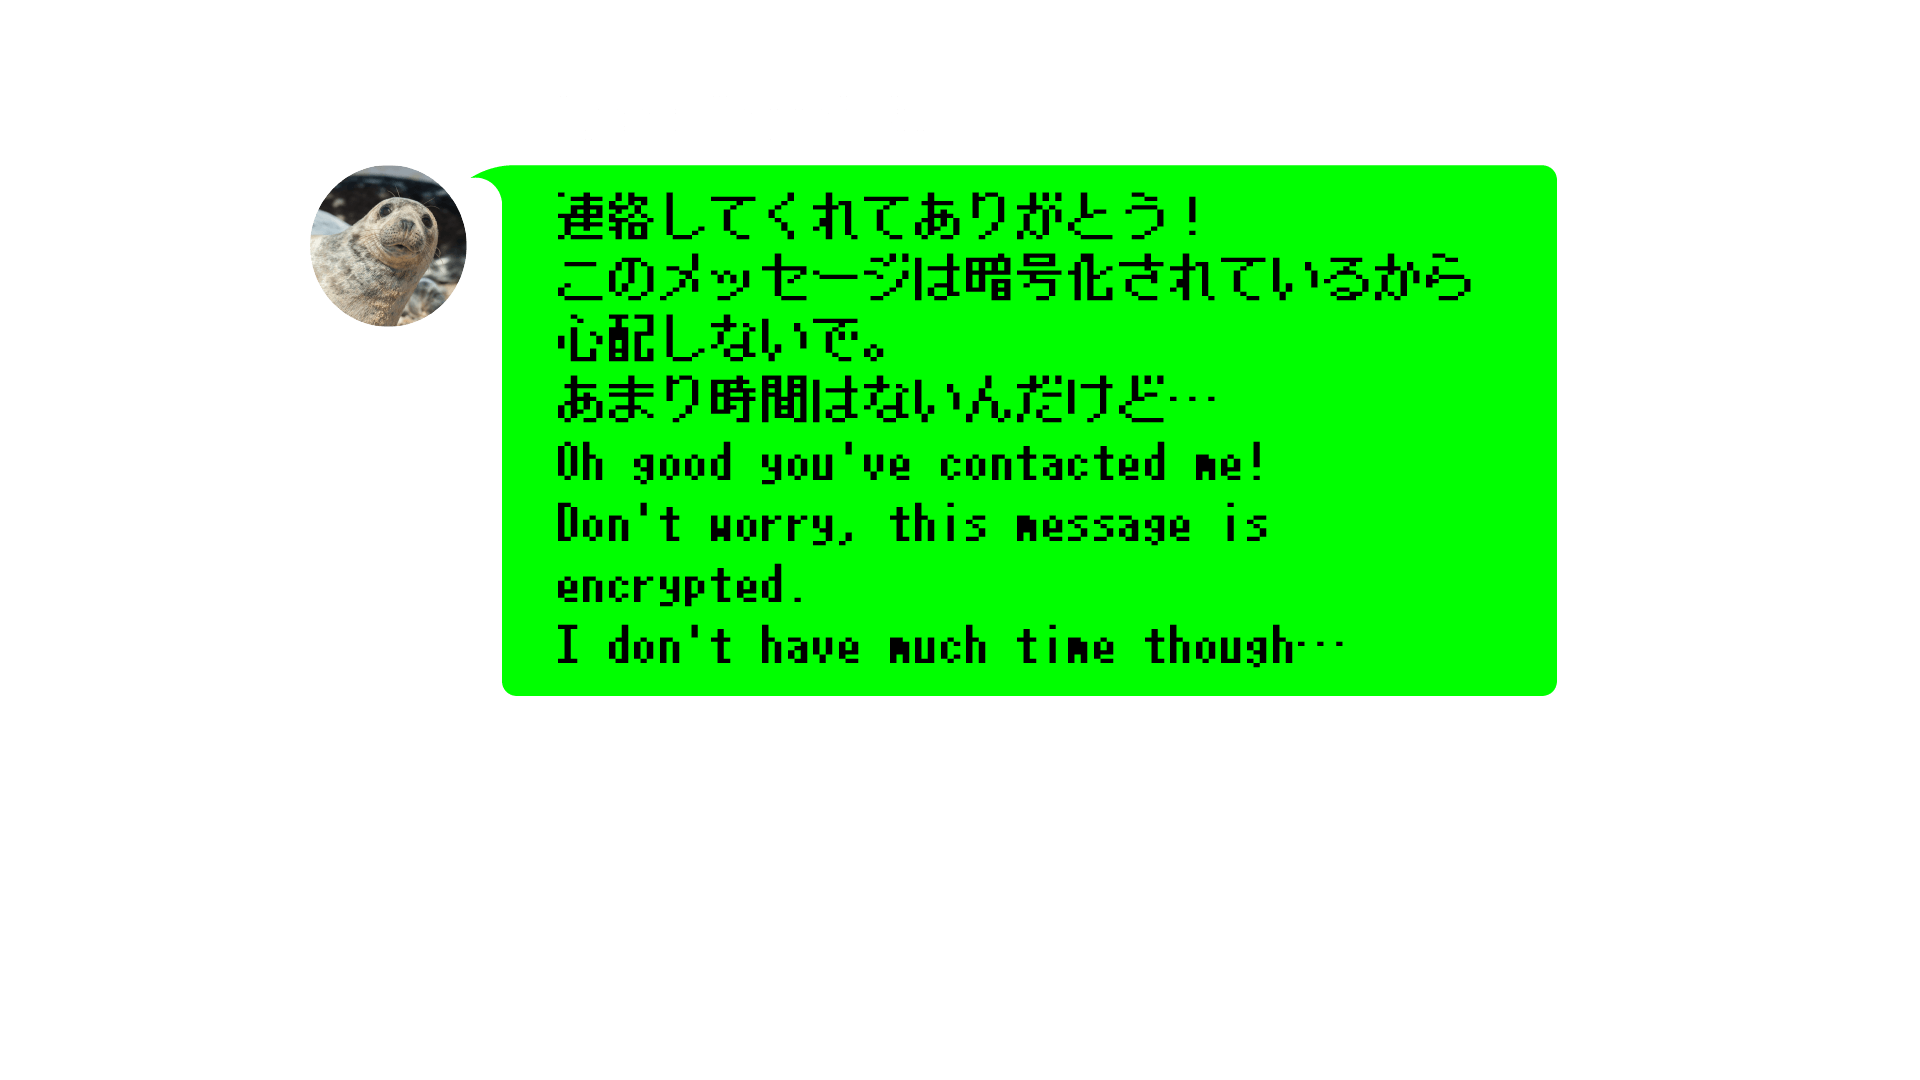 連絡してくれてありがとう！
このメッセージは暗号化されているから
心配しないで。
あまり時間はないんだけど…
Oh good you've contacted me!
Don't worry, this message is
encrypted.
I don't have much time though…